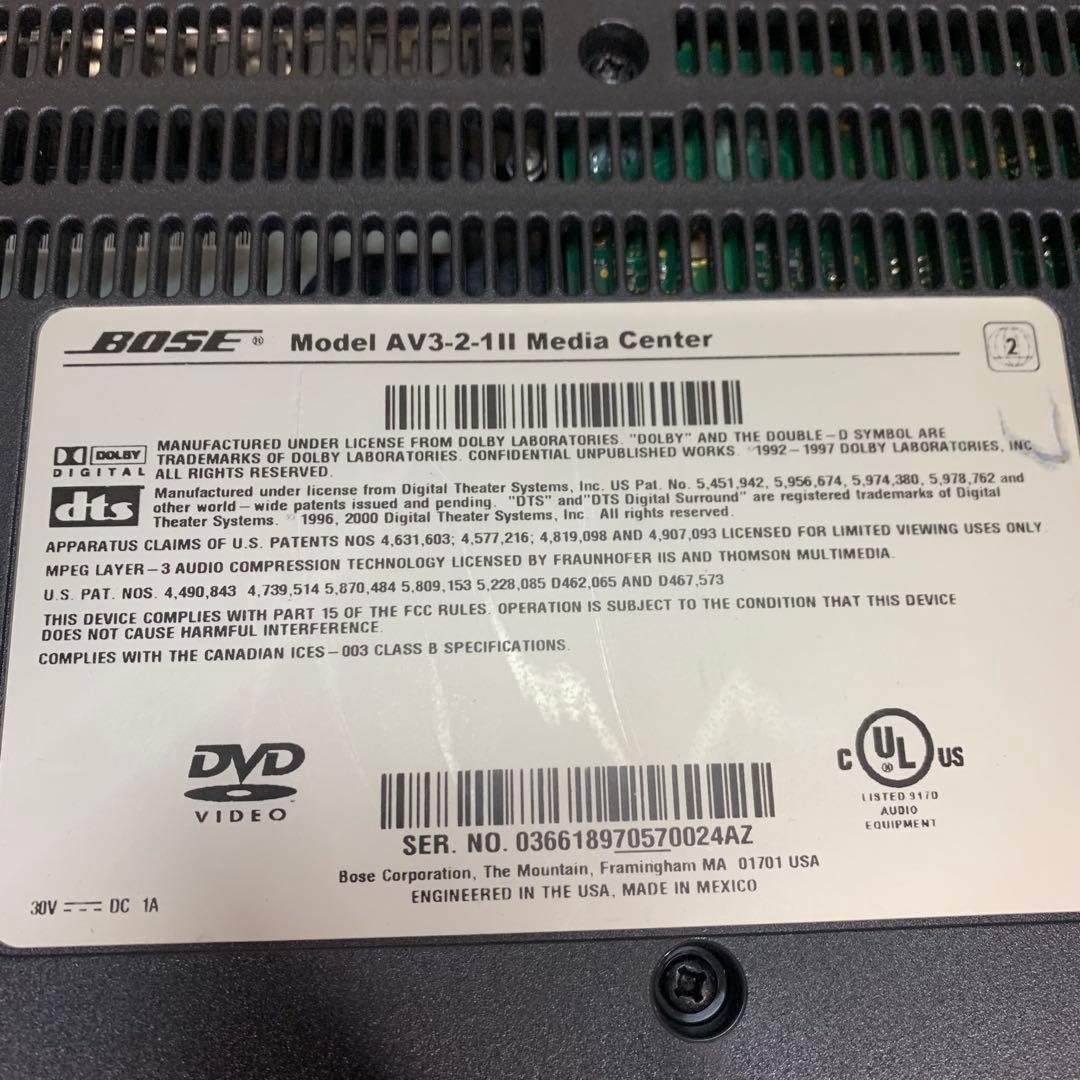 BOSE® Model AV3-2-1II Media Center
2
DOLBY
DIGITAL
MANUFACTURED UNDER LICENSE FROM DOLBY LABORATORIES. "DOLBY" AND THE DOUBLE-D SYMBOL ARE
TRADEMARKS OF DOLBY LABORATORIES. CONFIDENTIAL UNPUBLISHED WORKS. ©1992-1997 DOLBY LABORATORIES, INC
ALL RIGHTS RESERVED.
dts
Manufactured under license from Digital Theater Systems, Inc. US Pat. No. 5,451,942, 5,956,674, 5,974,380, 5,978,762 and
other world-wide patents issued and pending. "DTS" and "DTS Digital Surround" are registered trademarks of Digital
Theater Systems. © 1996, 2000 Digital Theater Systems, Inc. All rights reserved.
APPARATUS CLAIMS OF U.S. PATENTS NOS 4,631,603; 4,577,216; 4,819,098 AND 4,907,093 LICENSED FOR LIMITED VIEWING USES ONLY.
MPEG LAYER-3 AUDIO COMPRESSION TECHNOLOGY LICENSED BY FRAUNHOFER IIS AND THOMSON MULTIMEDIA.
U.S. PAT. NOS. 4,490,843 4,739,514 5,870,484 5,809,153 5,228,085 D462,065 AND D467,573
THIS DEVICE COMPLIES WITH PART 15 OF THE FCC RULES. OPERATION IS SUBJECT TO THE CONDITION THAT THIS DEVICE
DOES NOT CAUSE HARMFUL INTERFERENCE.
COMPLIES WITH THE CANADIAN ICES-003 CLASS B SPECIFICATIONS.
DVD
VIDEO
C UL® US
LISTED 917D
AUDIO
EQUIPMENT
SER. NO. 036618970570024AZ
Bose Corporation, The Mountain, Framingham MA 01701 USA
ENGINEERED IN THE USA, MADE IN MEXICO
30V DC 1A